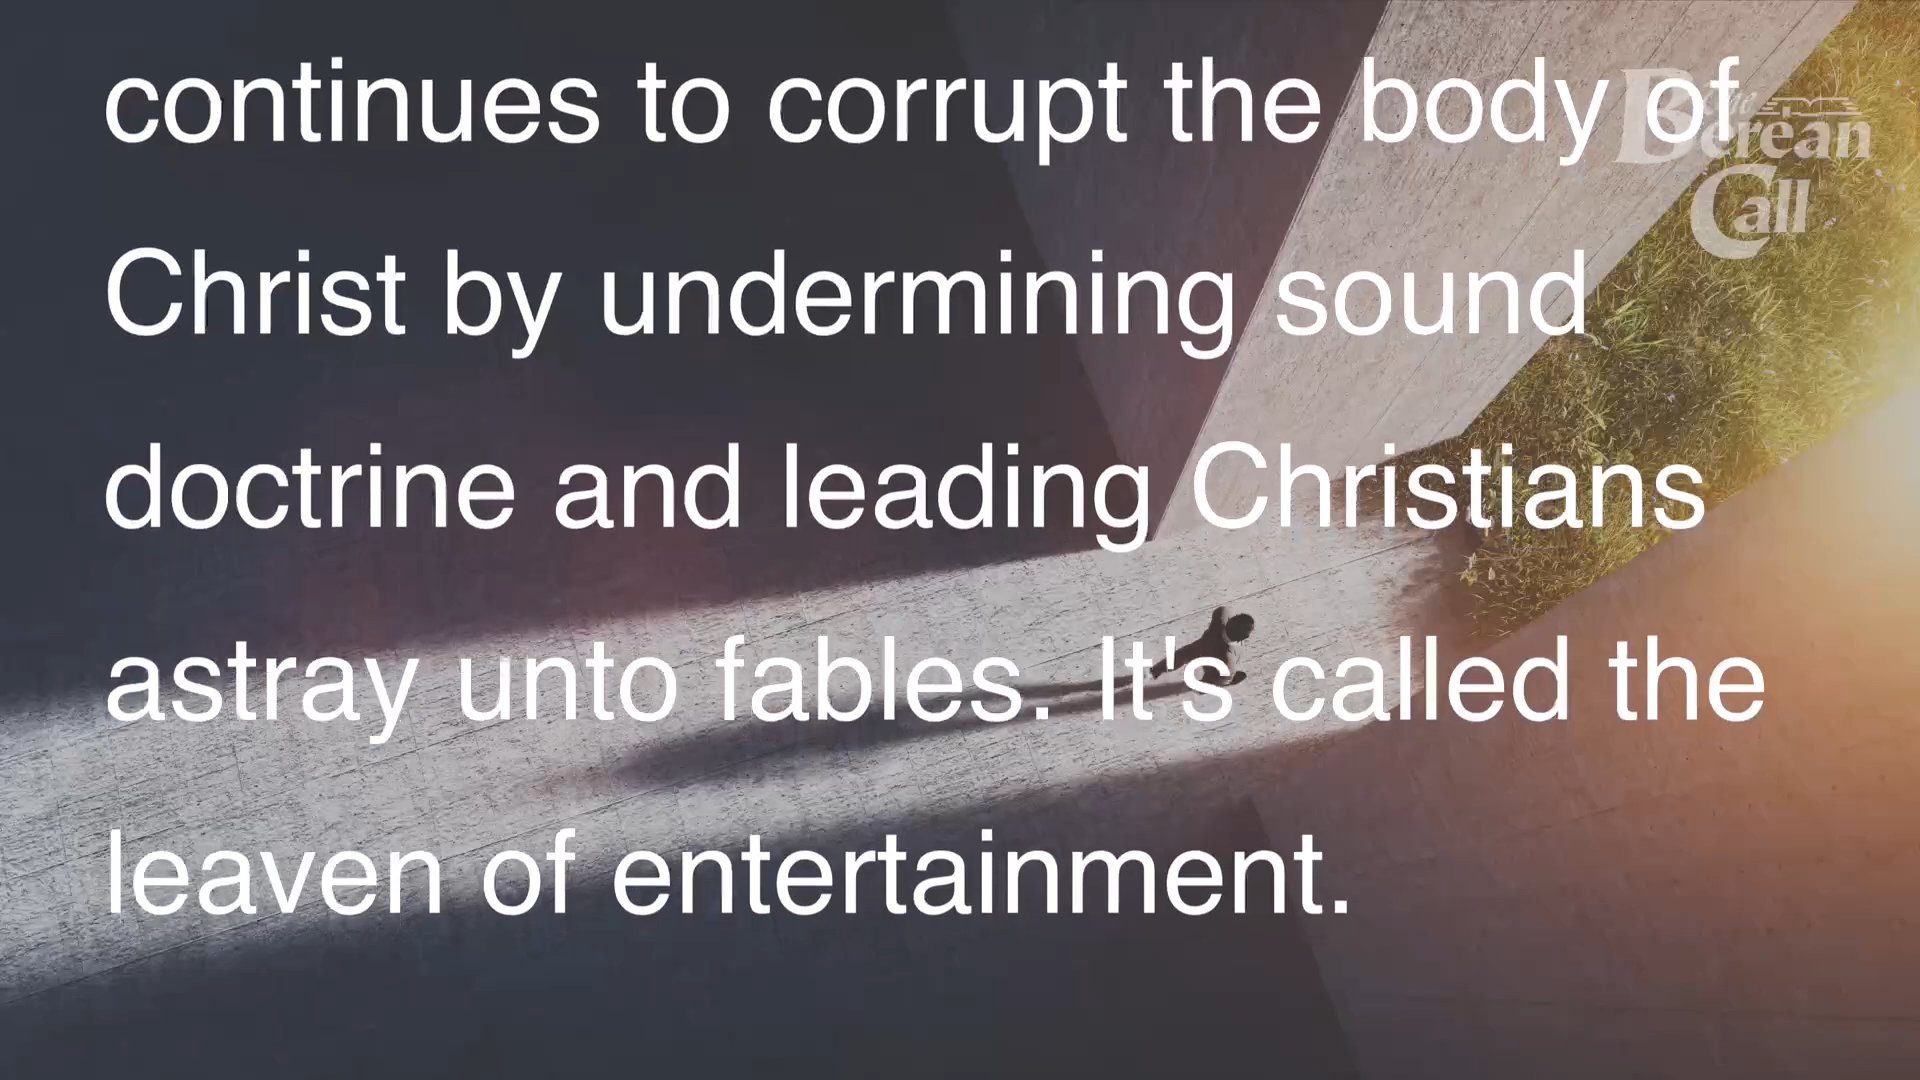 continues to corrupt the body of
the Berean
Call
Christ by undermining sound
doctrine and leading Christians
astray unto fables. It's called the
leaven of entertainment.